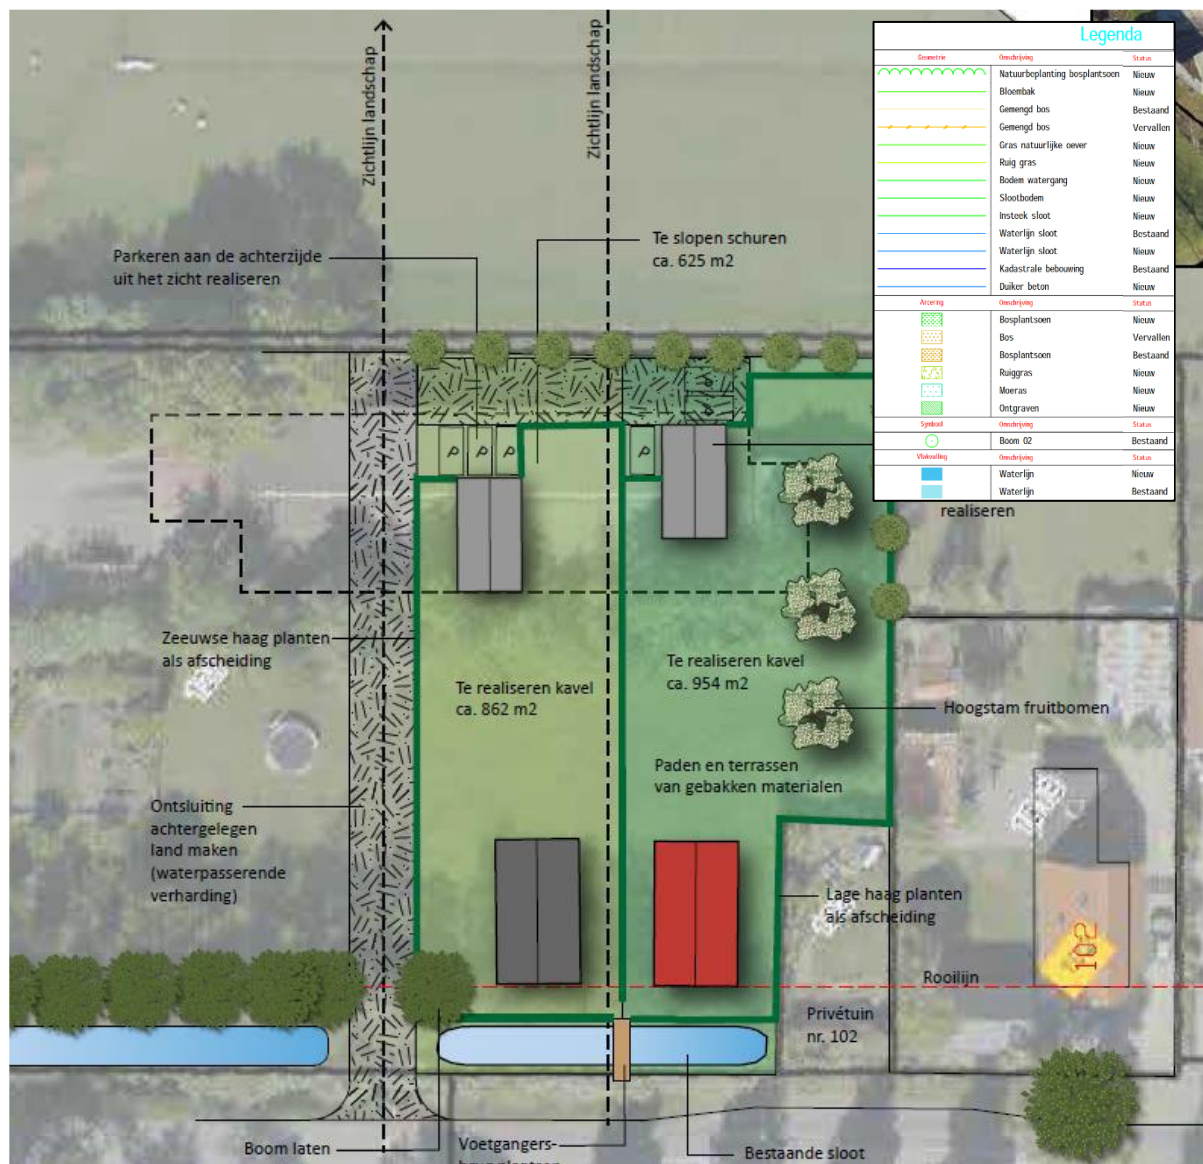 Zichtlijn landschap
Zichtlijn landschap
Parkeren aan de achterzijde
uit het zicht realiseren
Te slopen schuren
ca. 625 m2
Legenda
Geometrie Omschrijving Status
Natuurbeplanting bosplantsoen Nieuw
Bloembak Nieuw
Gemengd bos Bestaand
Gemengd bos Vervallen
Gras natuurlijke oever Nieuw
Ruig gras Nieuw
Bodem watergang Nieuw
Slootbodem Nieuw
Insteek sloot Nieuw
Waterlijn sloot Bestaand
Waterlijn sloot Nieuw
Kadastrale bebouwing Bestaand
Duiker beton Nieuw
Arcering Omschrijving Status
Bosplantsoen Nieuw
Bos Vervallen
Bosplantsoen Bestaand
Ruiggras Nieuw
Moeras Nieuw
Ontgraven Nieuw
Symbool Omschrijving Status
Boom 02 Bestaand
Vlakvulling Omschrijving Status
Waterlijn Nieuw
Waterlijn Bestaand
realiseren
P
P
P
P
P
P
Zeeuwse haag planten
als afscheiding
Te realiseren kavel
ca. 862 m2
Te realiseren kavel
ca. 954 m2
Hoogstam fruitbomen
Paden en terrassen
van gebakken materialen
Ontsluiting
achtergelegen
land maken
(waterpasserende
verharding)
Lage haag planten
als afscheiding
102
Rooilijn
Privétuin
nr. 102
Boom laten
Voetgangers-
Bestaande sloot